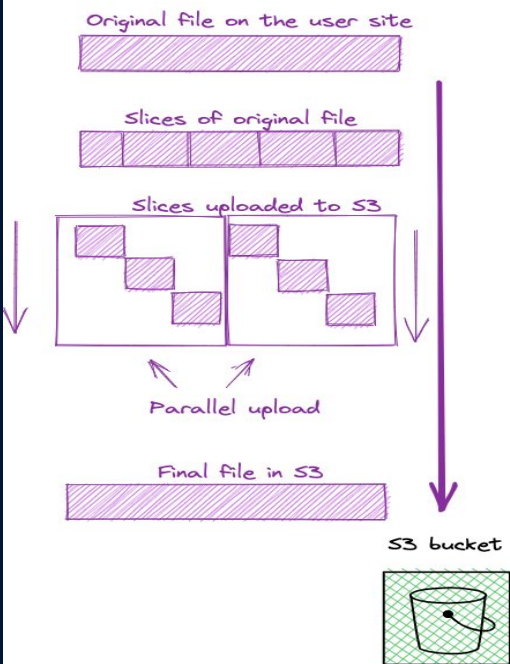 Original file on the user site
Slices of original file
Slices uploaded to S3
Parallel upload
Final file in S3
S3 bucket